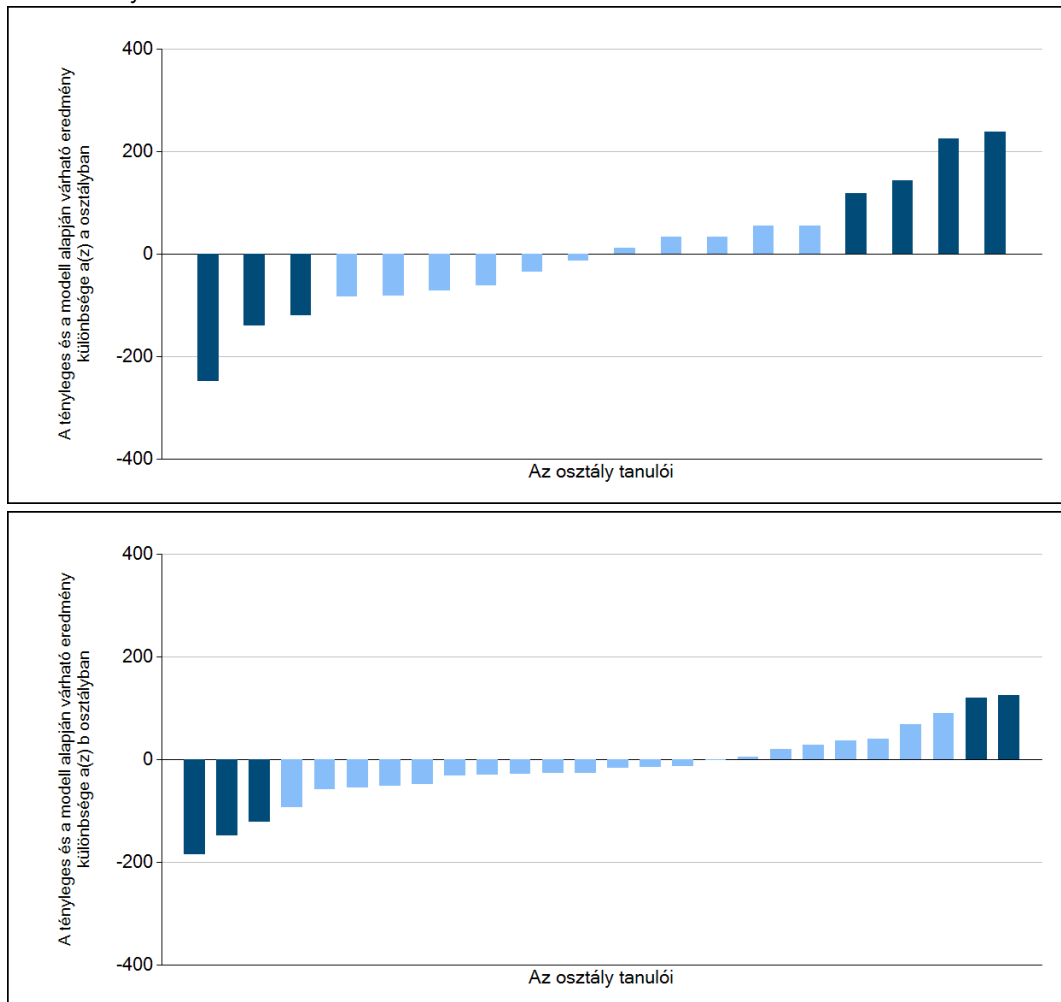 A tényleges és a modell alapján várható eredmény
különbsége a(z) a osztályban
400
200
0
-200
-400
Az osztály tanulói
A tényleges és a modell alapján várható eredmény
különbsége a(z) b osztályban
400
200
0
-200
-400
Az osztály tanulói